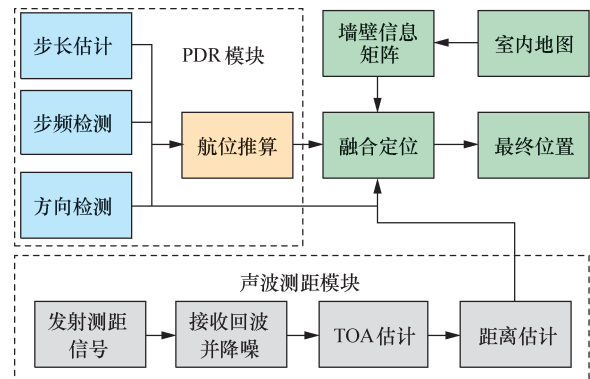 步长估计
PDR 模块
墙壁信息
矩阵
室内地图
步频检测
航位推算
融合定位
最终位置
方向检测
声波测距模块
发射测距
信号
接收回波
并降噪
TOA 估计
距离估计